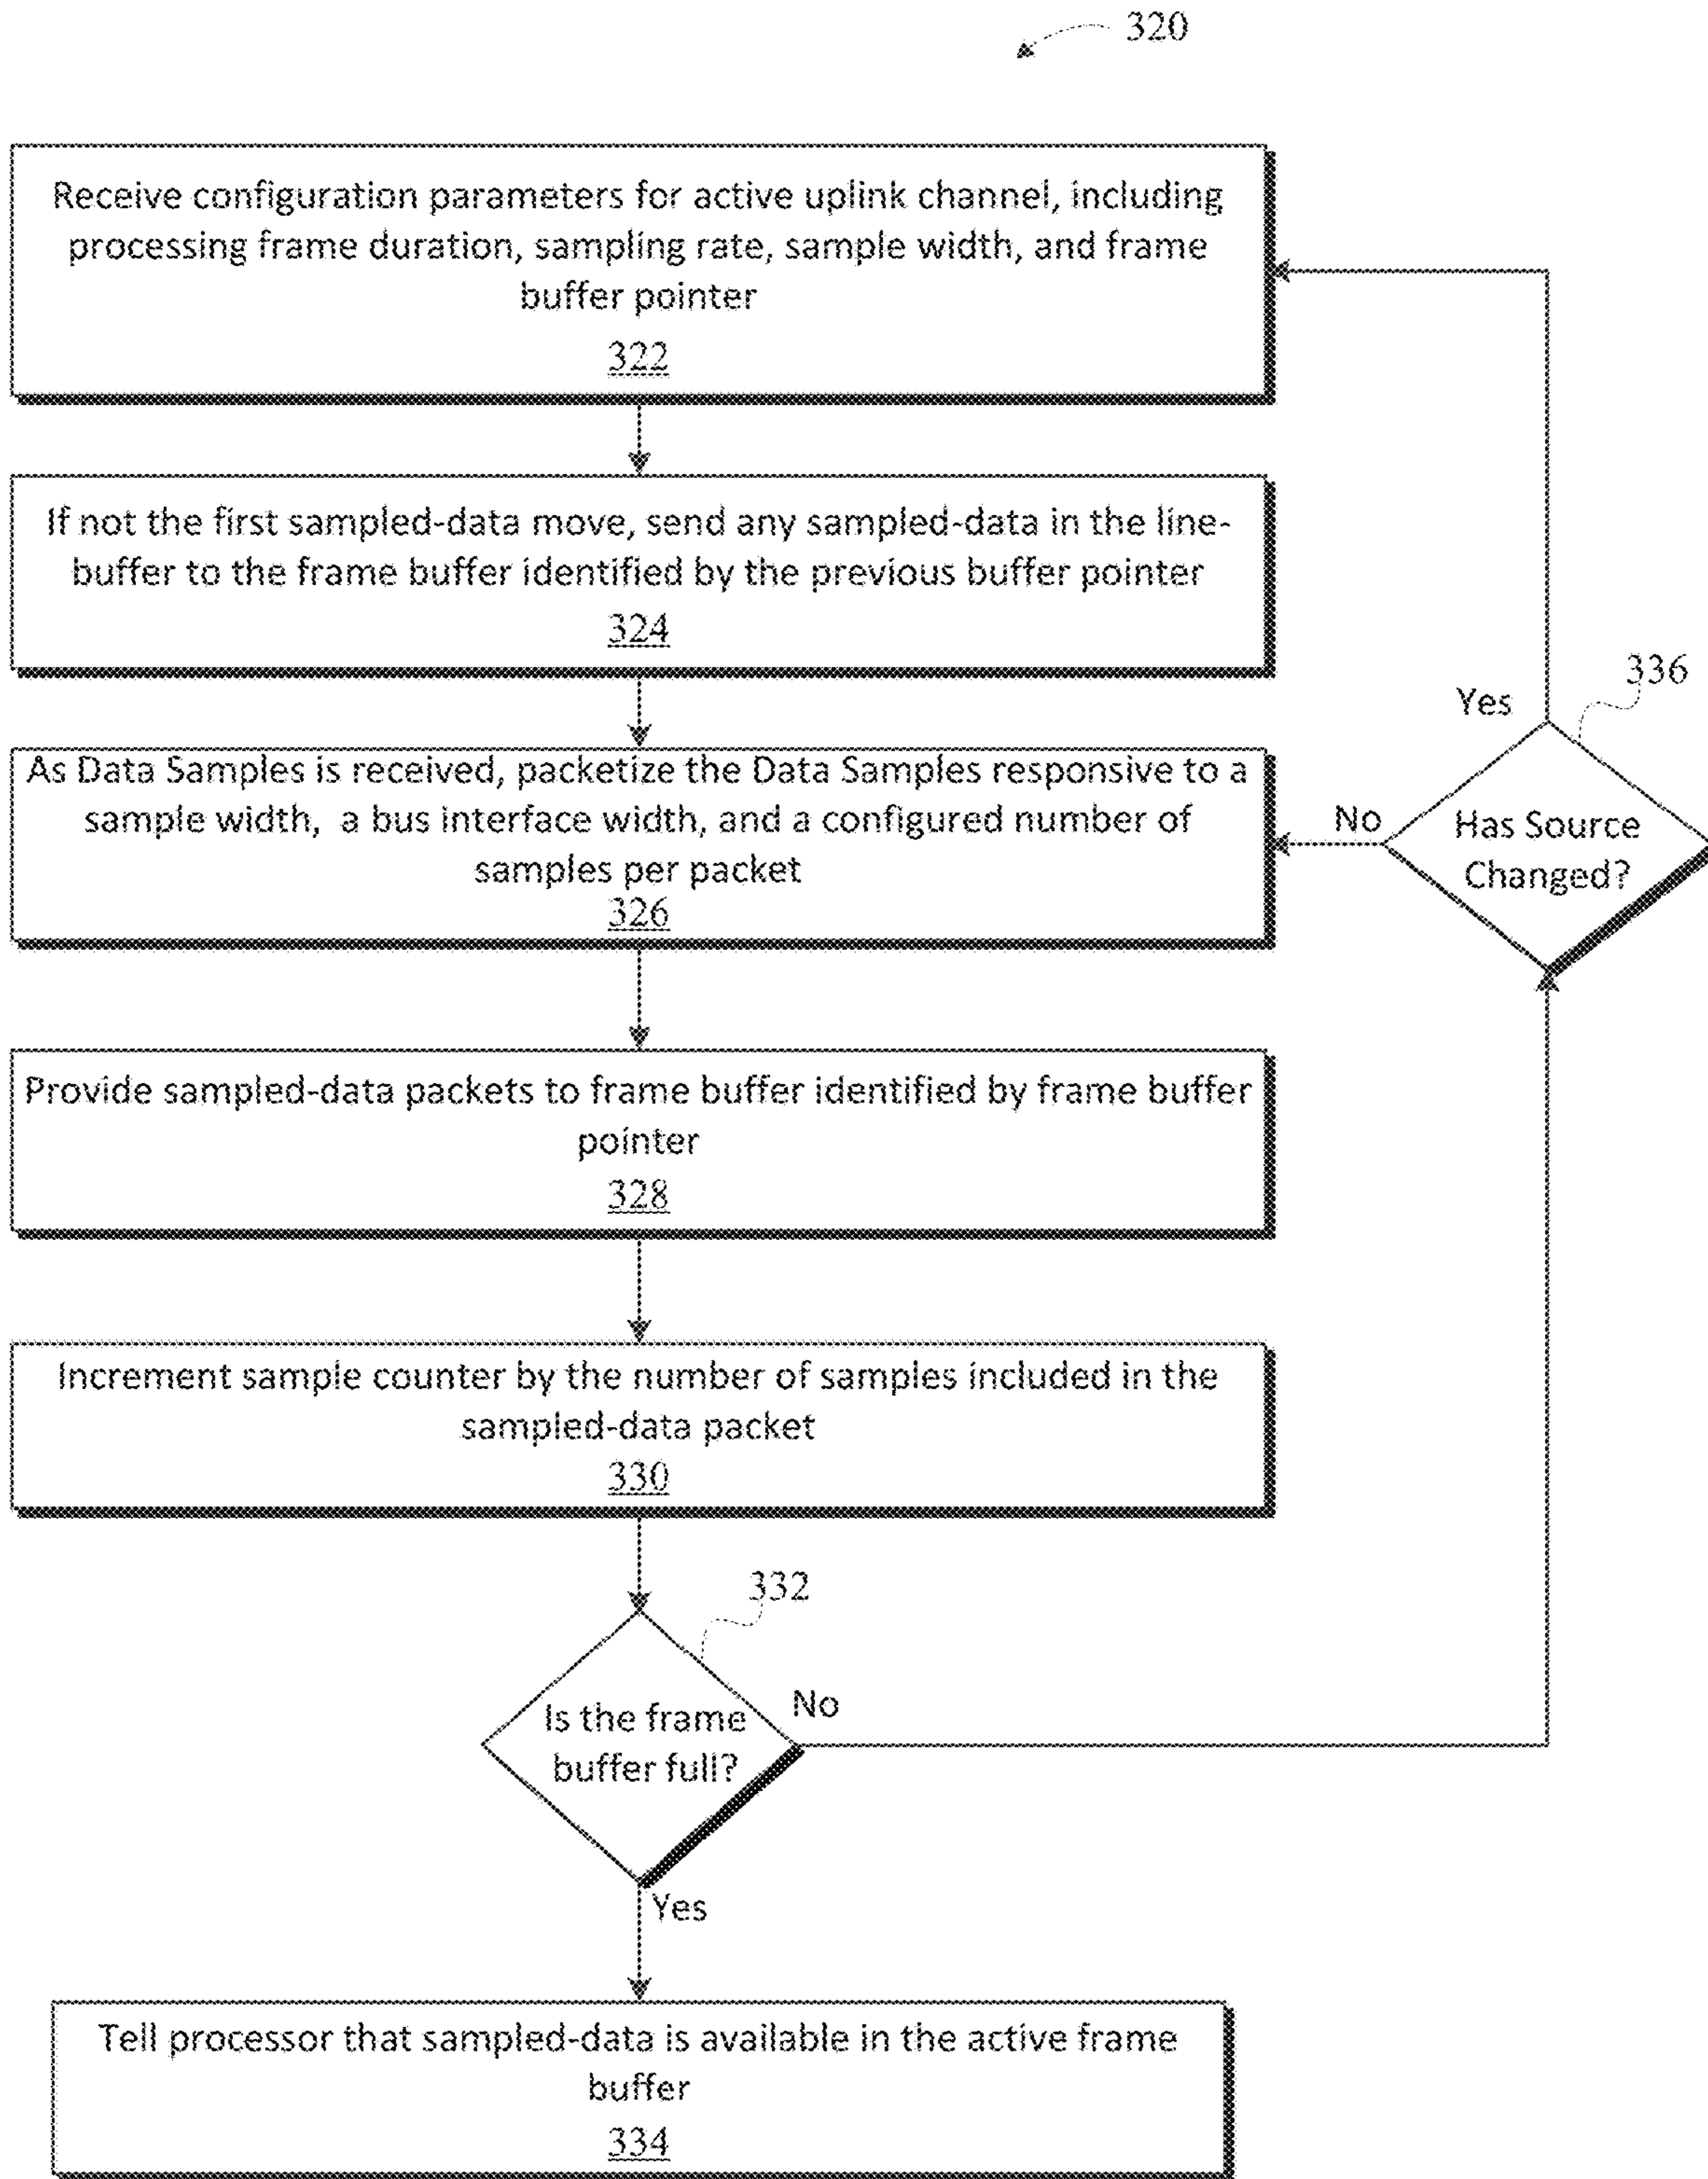 320
Receive configuration parameters for active uplink channel, including
processing frame duration, sampling rate, sample width, and frame
buffer pointer
322
If not the first sampled-data move, send any sampled-data in the line-
buffer to the frame buffer identified by the previous buffer pointer
324
As Data Samples is received, packetize the Data Samples responsive to a
sample width, a bus interface width, and a configured number of
samples per packet
326
336
Yes
No
Has Source
Changed?
Provide sampled-data packets to frame buffer identified by frame buffer
pointer
328
Increment sample counter by the number of samples included in the
sampled-data packet
330
332
Is the frame
buffer full?
No
Yes
Tell processor that sampled-data is available in the active frame
buffer
334